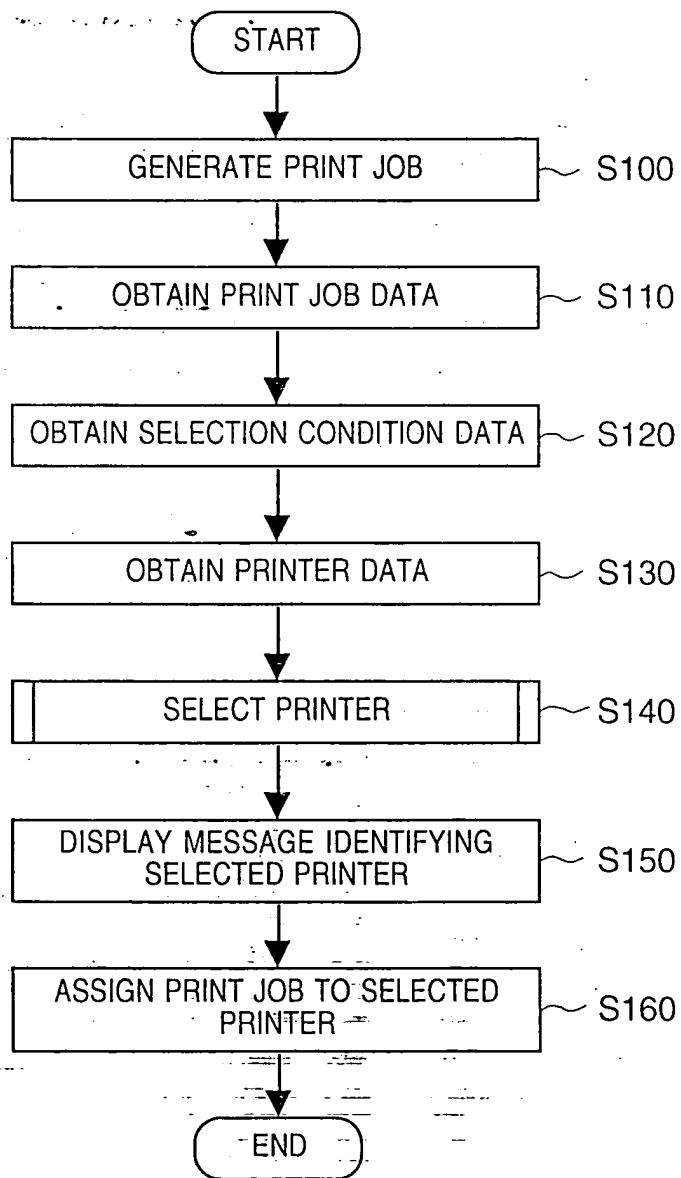 START
GENERATE PRINT JOB
S100
OBTAIN PRINT JOB DATA
S110
OBTAIN SELECTION CONDITION DATA
S120
OBTAIN PRINTER DATA
S130
SELECT PRINTER
S140
DISPLAY MESSAGE IDENTIFYING
SELECTED PRINTER
S150
ASSIGN PRINT JOB TO SELECTED
PRINTER
S160
END